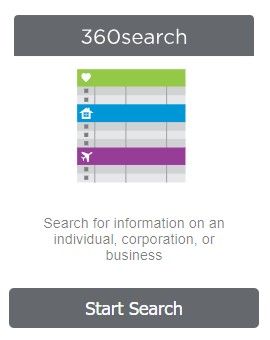 360search
Search for information on an
individual, corporation, or
business
Start Search